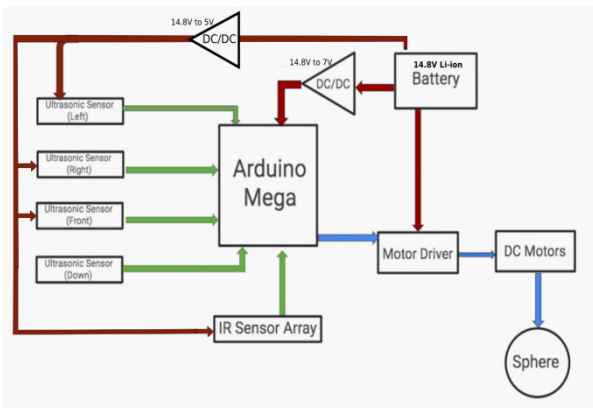 14.8V to 5V
DC/DC
14.8V to 7V
DC/DC
14.8V Li-ion
Battery
Ultrasonic Sensor
(Left)
Ultrasonic Sensor
(Right)
Ultrasonic Sensor
(Front)
Ultrasonic Sensor
(Down)
Arduino
Mega
Motor Driver
DC Motors
IR Sensor Array
Sphere